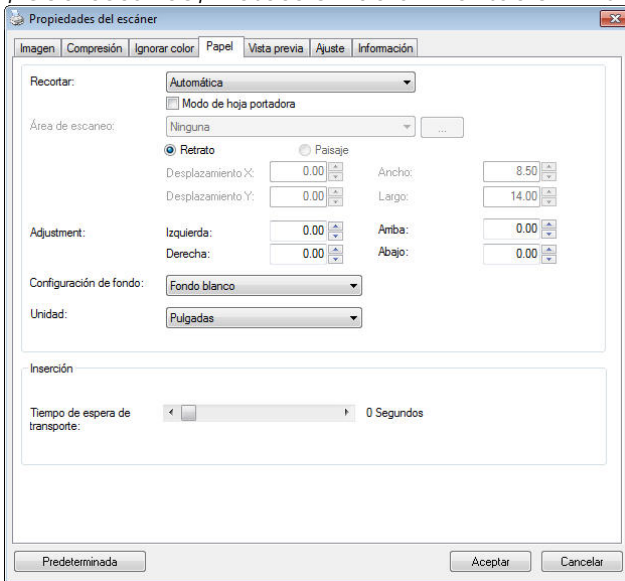 Propiedades del escáner
Imagen Compresión Ignorar color Papel Vista previa Ajuste Información
Recortar: Automática
Modo de hoja portadora
Área de escaneo: Ninguna ...
Retrato Paisaje
Desplazamiento X: 0.00 Ancho: 8.50
Desplazamiento Y: 0.00 Largo: 14.00
Adjustment: Izquierda: 0.00 Arriba: 0.00
Derecha: 0.00 Abajo: 0.00
Configuración de fondo: Fondo blanco
Unidad: Pulgadas
Inserción
Tiempo de espera de 0 Segundos
transporte:
Predeterminada Aceptar Cancelar